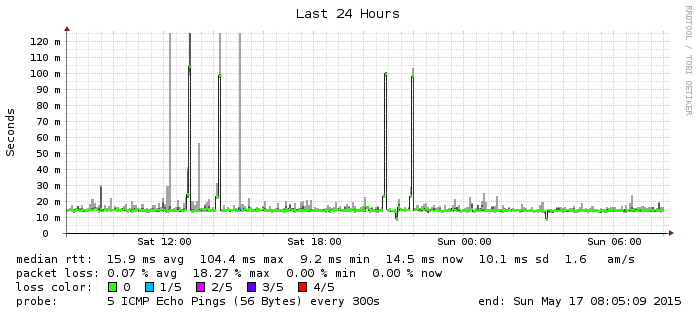 Last 24 Hours
RRDTOOL / TOBI OETIKER
Seconds
120 m
110 m
100 m
90 m
80 m
70 m
60 m
50 m
40 m
30 m
20 m
10 m
0
Sat 12:00 Sat 18:00 Sun 00:00 Sun 06:00
median rtt: 15.9 ms avg 104.4 ms max 9.2 ms min 14.5 ms now 10.1 ms sd 1.6 am/s
packet loss: 0.07 % avg 18.27 % max 0.00 % min 0.00 % now
loss color: 0 1/5 2/5 3/5 4/5
probe: 5 ICMP Echo Pings (56 Bytes) every 300s end: Sun May 17 08:05:09 2015